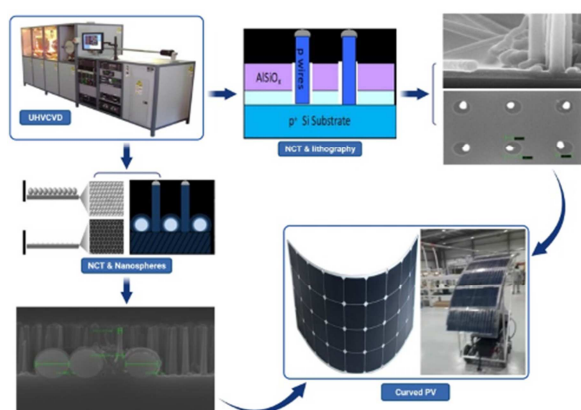 UHVCVD
p wires
AlSiOₓ
p⁺ Si Substrate
NCT & lithography
NCT & Nanospheres
Curved PV